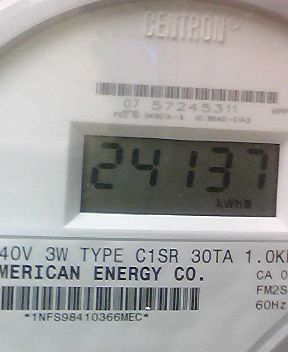 CENTRON®
07 57245311
24137
kWh
40V 3W TYPE C1SR 30TA 1.0K
MERICAN ENERGY CO.
CA 0
FM2S
60Hz
*1NFS98410366MEC*